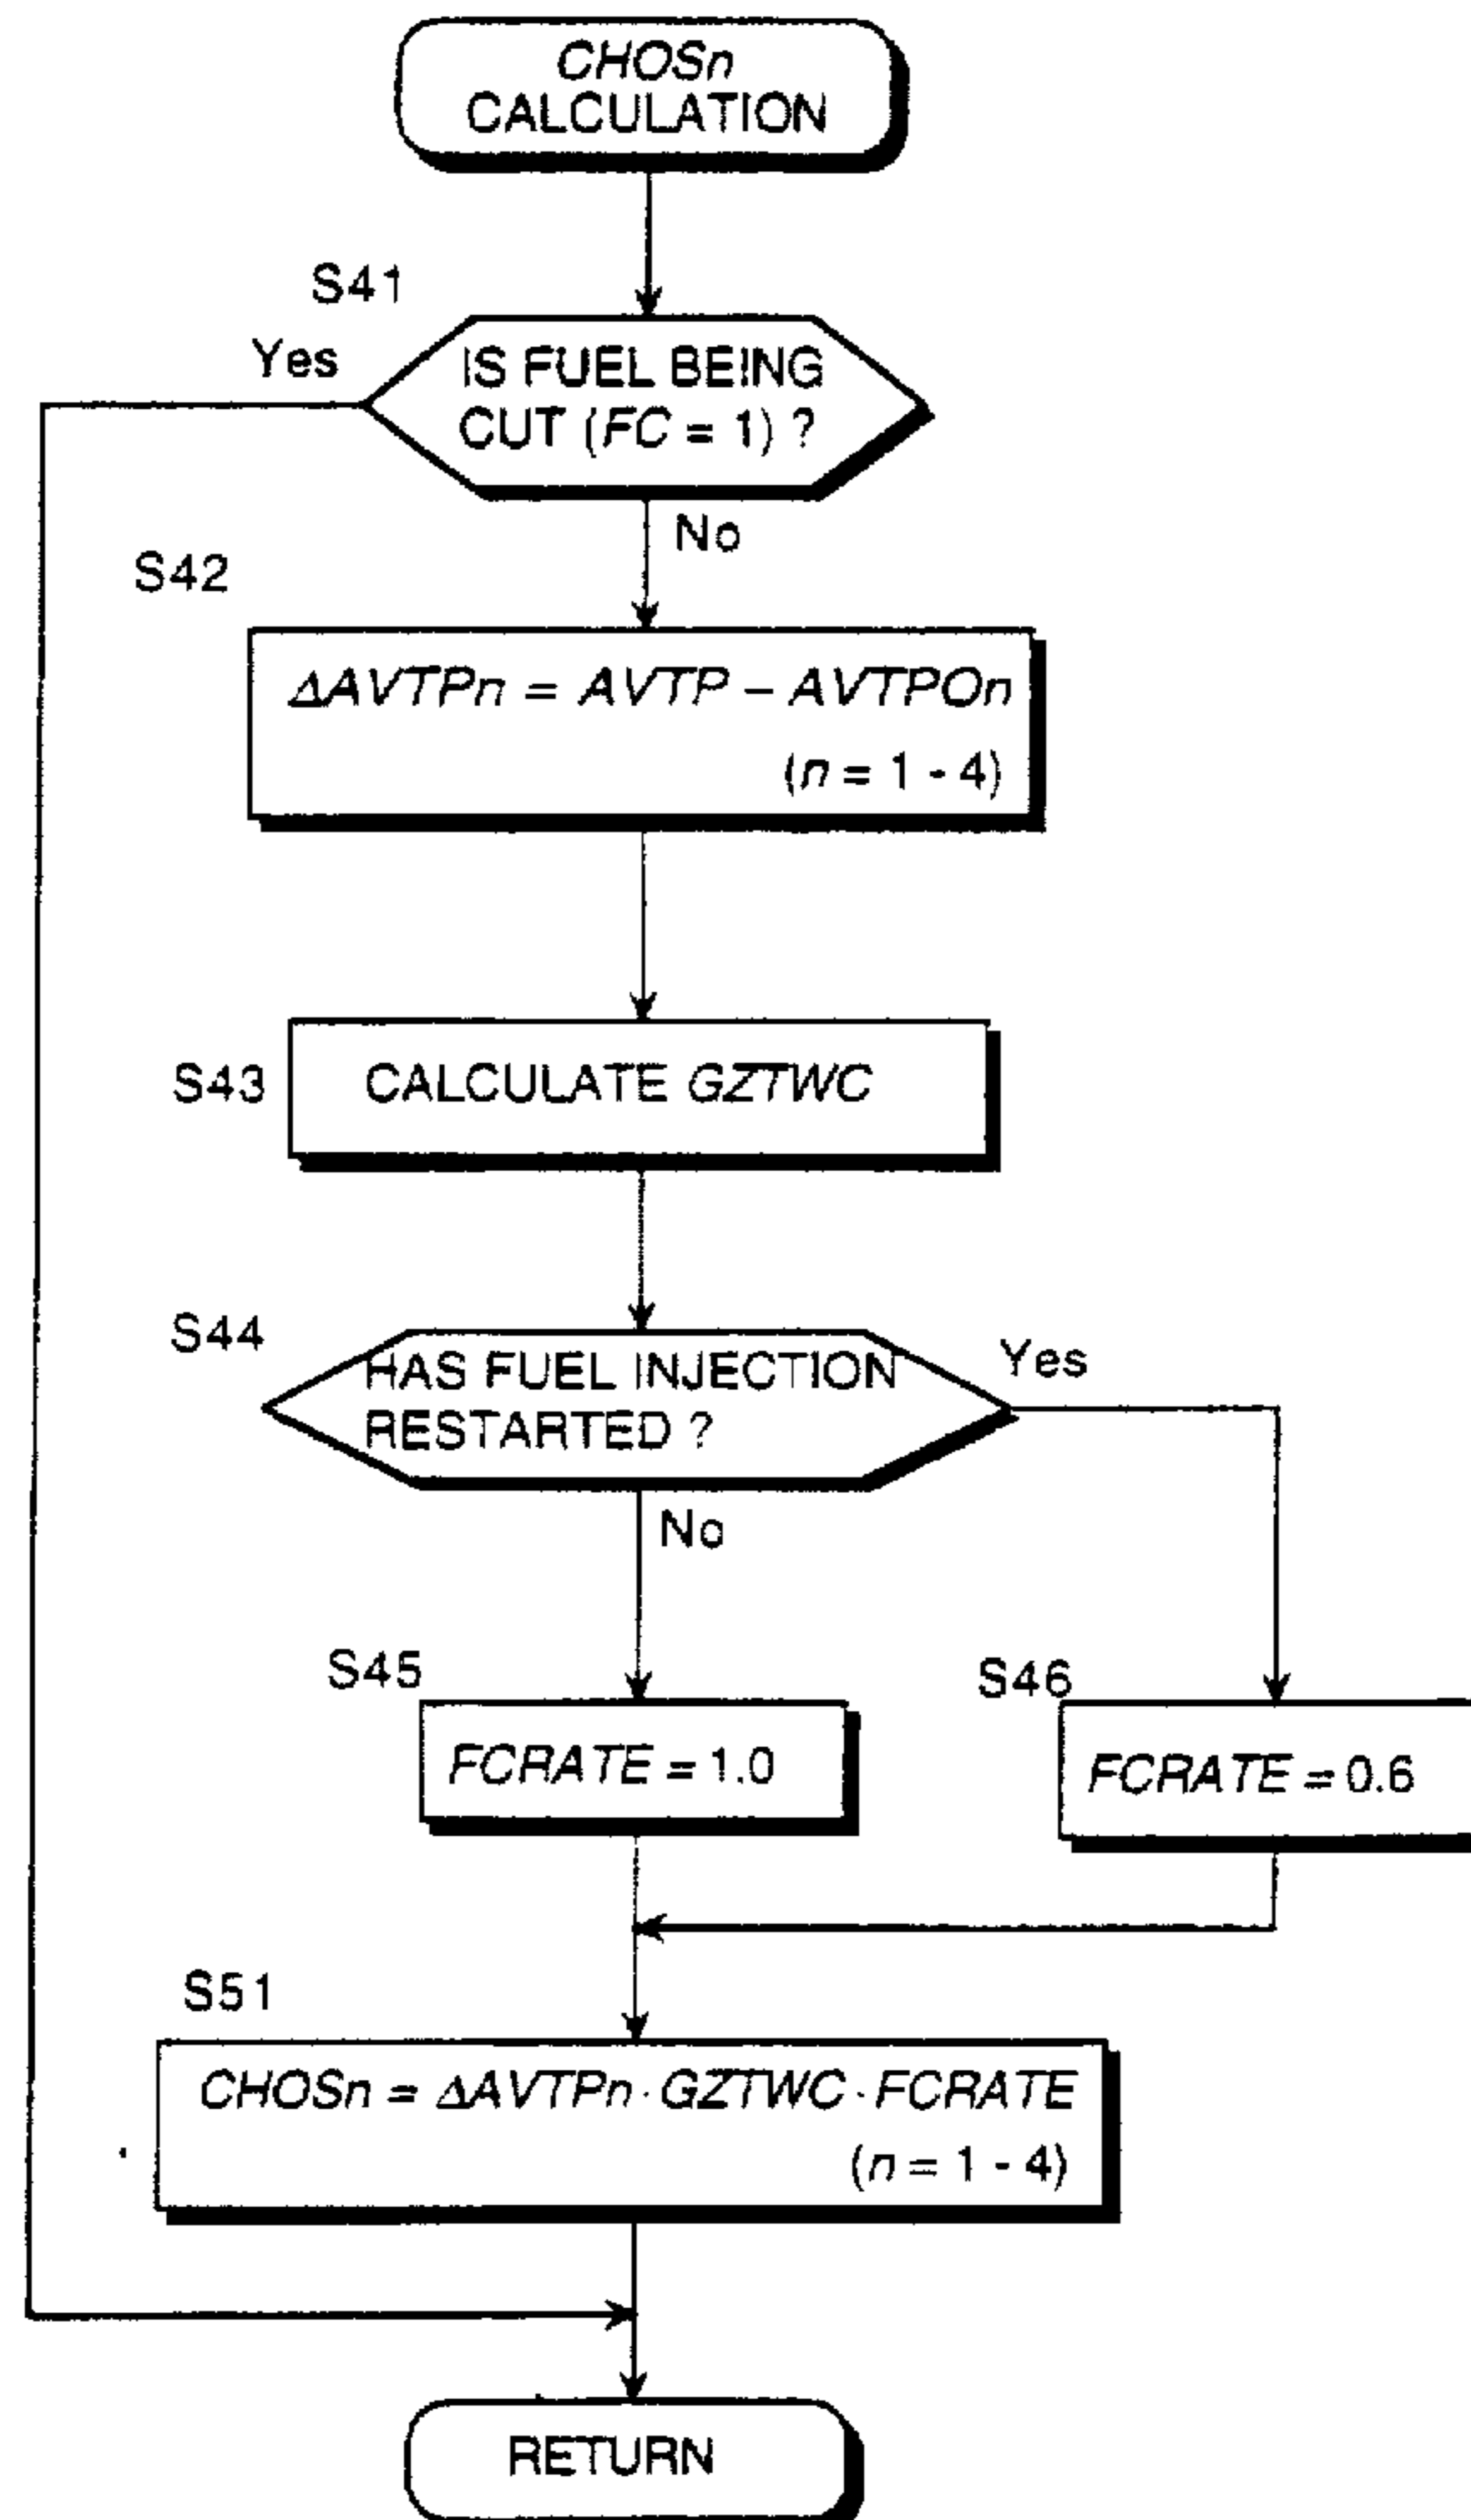 CHOSn
CALCULATION
S41
Yes
IS FUEL BEING
CUT (FC = 1) ?
No
S42
ΔAVTPn = AVTP – AVTPOn
(n = 1 - 4)
S43
CALCULATE GZTWC
S44
HAS FUEL INJECTION
RESTARTED ?
Yes
No
S45
FCRATE = 1.0
S46
FCRATE = 0.6
S51
CHOSn = ΔAVTPn · GZTWC · FCRATE
(n = 1 - 4)
RETURN